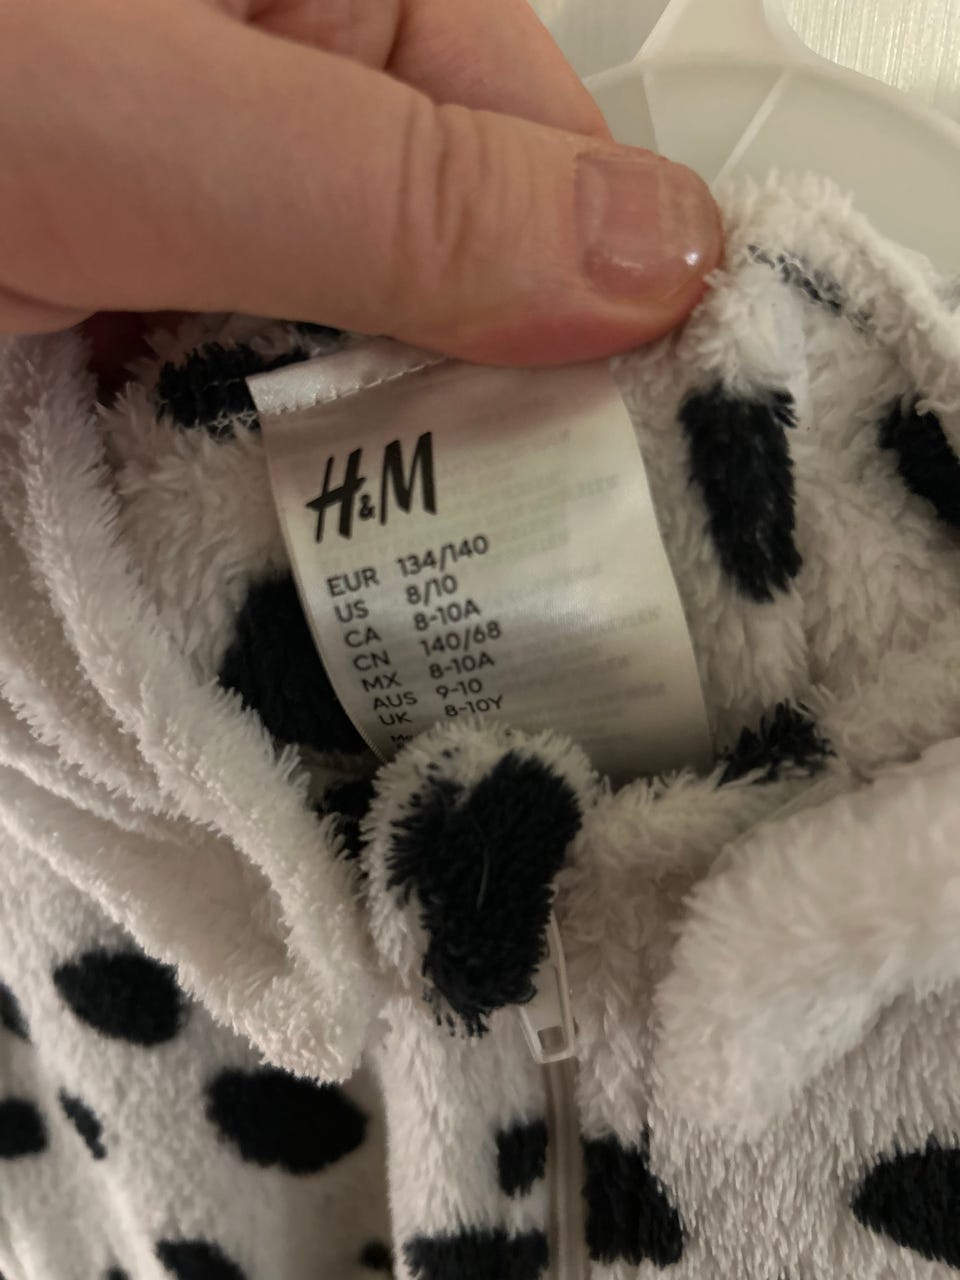 H&M
EUR 134/140
US 8/10
CA 8-10A
CN 140/68
MX 8-10A
AUS 9-10
UK 8-10Y